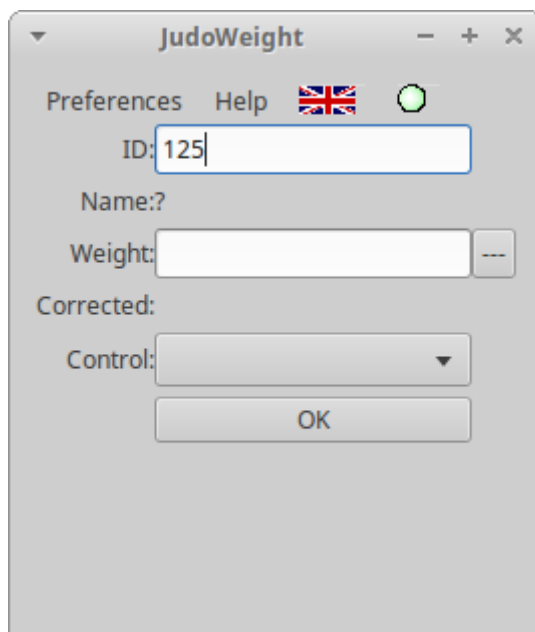 JudoWeight
Preferences Help
ID: 125
Name:?
Weight: ---
Corrected:
Control:
OK